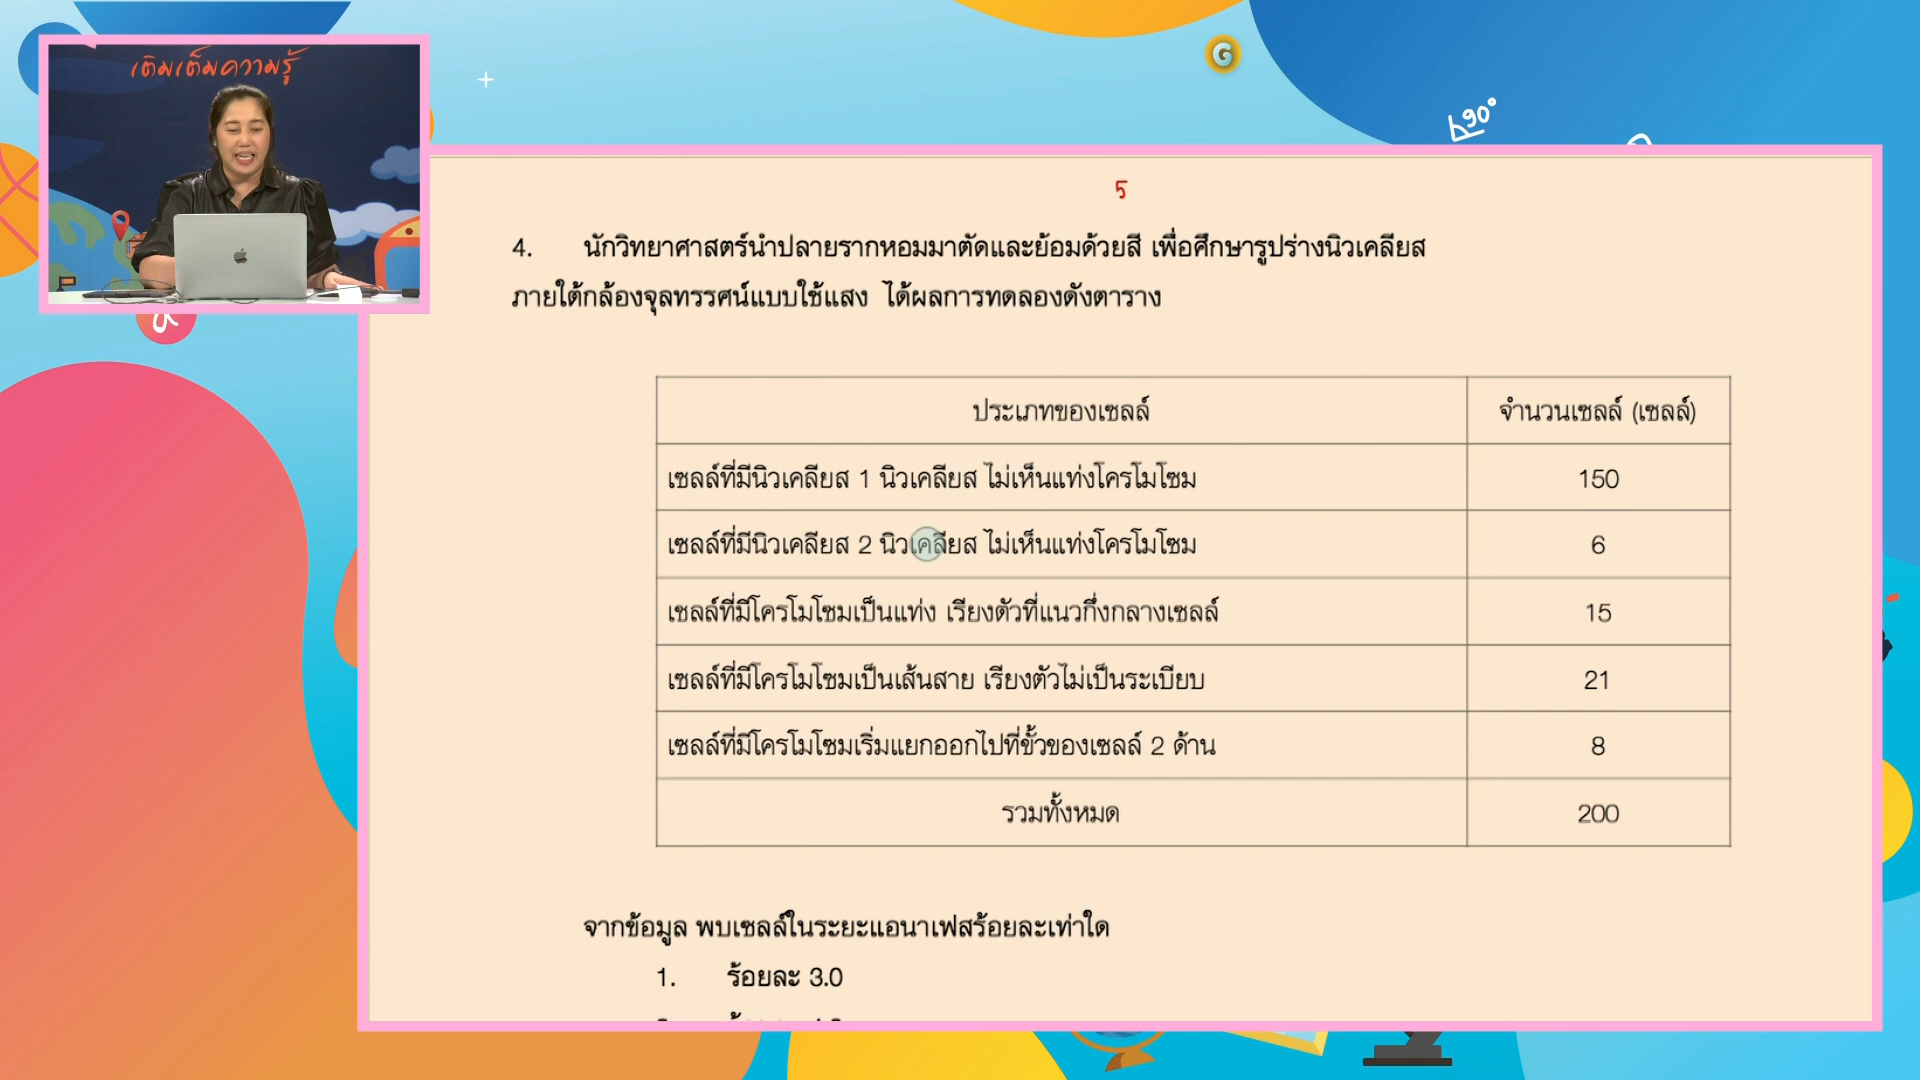 เติมเต็มความรู้
G
90°
5
4. นักวิทยาศาสตร์นำปลายรากหอมมาตัดและย้อมด้วยสี เพื่อศึกษารูปร่างนิวเคลียส
ภายใต้กล้องจุลทรรศน์แบบใช้แสง ได้ผลการทดลองดังตาราง
ประเภทของเซลล์ จำนวนเซลล์ (เซลล์)
เซลล์ที่มีนิวเคลียส 1 นิวเคลียส ไม่เห็นแท่งโครโมโซม 150
เซลล์ที่มีนิวเคลียส 2 นิวเคลียส ไม่เห็นแท่งโครโมโซม 6
เซลล์ที่มีโครโมโซมเป็นแท่ง เรียงตัวที่แนวกึ่งกลางเซลล์ 15
เซลล์ที่มีโครโมโซมเป็นเส้นสาย เรียงตัวไม่เป็นระเบียบ 21
เซลล์ที่มีโครโมโซมเริ่มแยกออกไปที่ขั้วของเซลล์ 2 ด้าน 8
รวมทั้งหมด 200
จากข้อมูล พบเซลล์ในระยะแอนาเฟสร้อยละเท่าใด
1. ร้อยละ 3.0